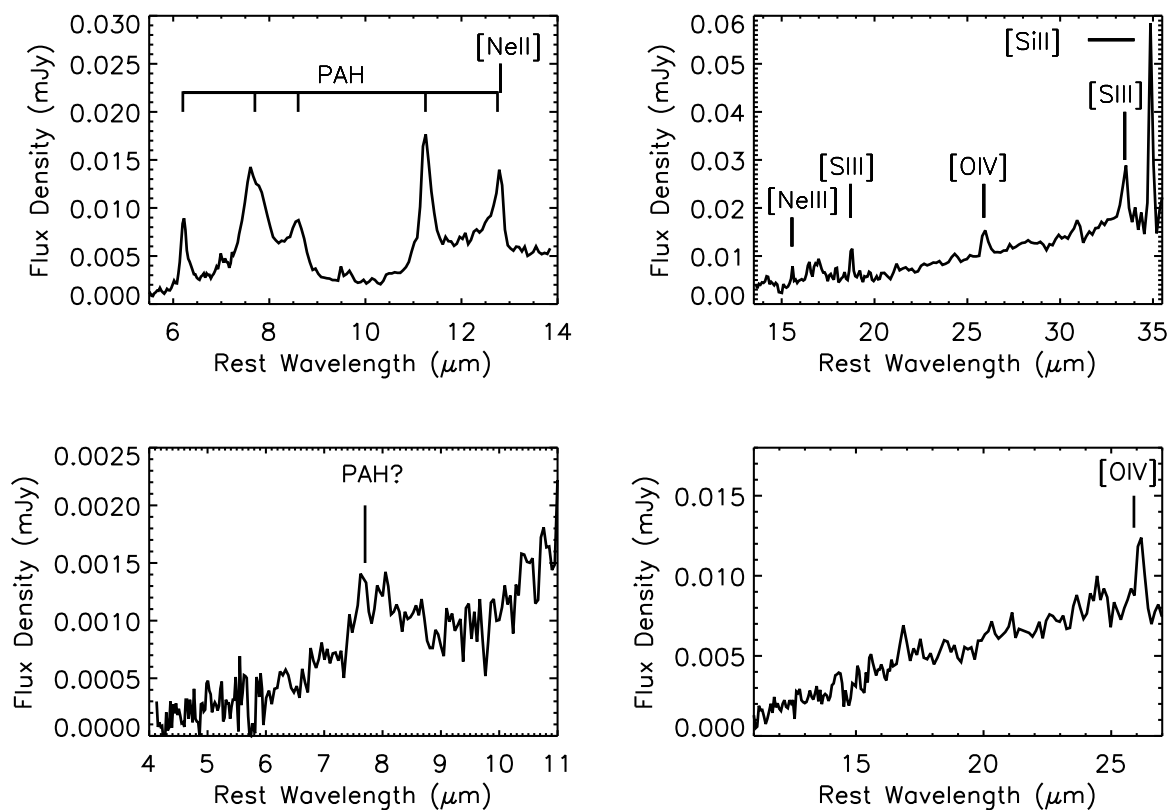 [NeII]
PAH
0.030
0.025
0.020
0.015
0.010
0.005
0.000
Flux Density (mJy)
6 8 10 12 14
Rest Wavelength (μm)
[SiII]
[SIII]
[SIII]
[OIV]
[NeIII]
0.06
0.05
0.04
0.03
0.02
0.01
0.00
Flux Density (mJy)
15 20 25 30 35
Rest Wavelength (μm)
PAH?
0.0025
0.0020
0.0015
0.0010
0.0005
0.0000
Flux Density (mJy)
4 5 6 7 8 9 10 11
Rest Wavelength (μm)
[OIV]
0.015
0.010
0.005
0.000
Flux Density (mJy)
15 20 25
Rest Wavelength (μm)